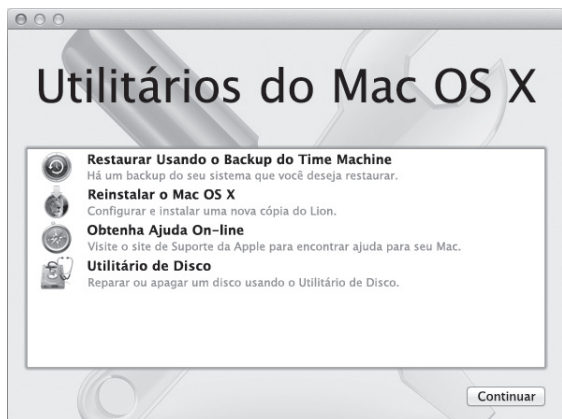 Utilitários do Mac OS X
Restaurar Usando o Backup do Time Machine
Há um backup do seu sistema que você deseja restaurar.
Reinstalar o Mac OS X
Configurar e instalar uma nova cópia do Lion.
Obtenha Ajuda On-line
Visite o site de Suporte da Apple para encontrar ajuda para seu Mac.
Utilitário de Disco
Reparar ou apagar um disco usando o Utilitário de Disco.
Continuar